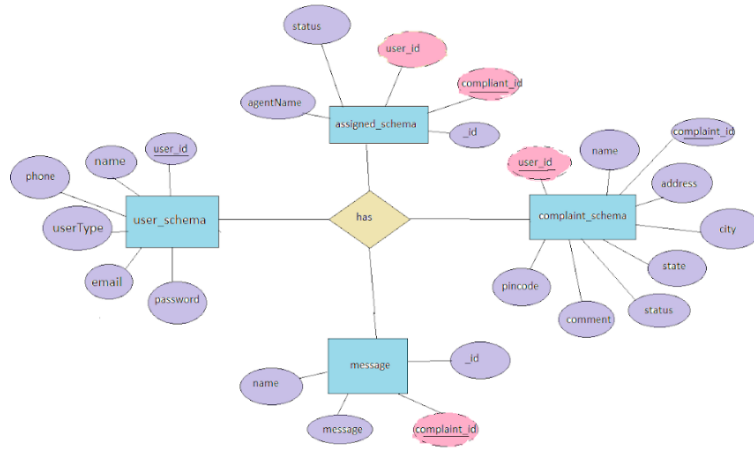 status
user_id
compliant_id
agentName
assigned_schema
_id
complaint_id
name
user_id
address
name
user_id
phone
userType
user_schema
has
complaint_schema
city
state
email
password
pincode
comment
status
message
_id
name
message
complaint_id